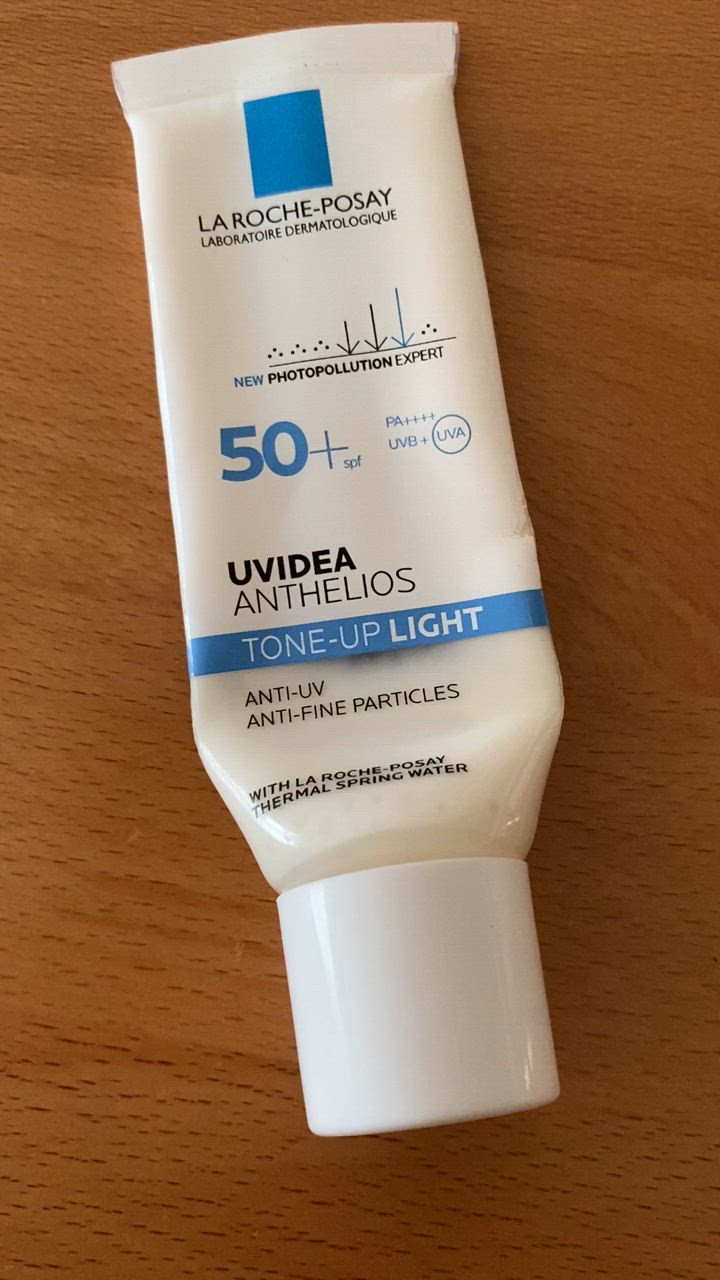 LA ROCHE-POSAY
LABORATOIRE DERMATOLOGIQUE
NEW PHOTOPOLLUTION EXPERT
50+ spf
PA++++
UVB + UVA
UVIDEA
ANTHELIOS
TONE-UP LIGHT
ANTI-UV
ANTI-FINE PARTICLES
WITH LA ROCHE-POSAY
THERMAL SPRING WATER